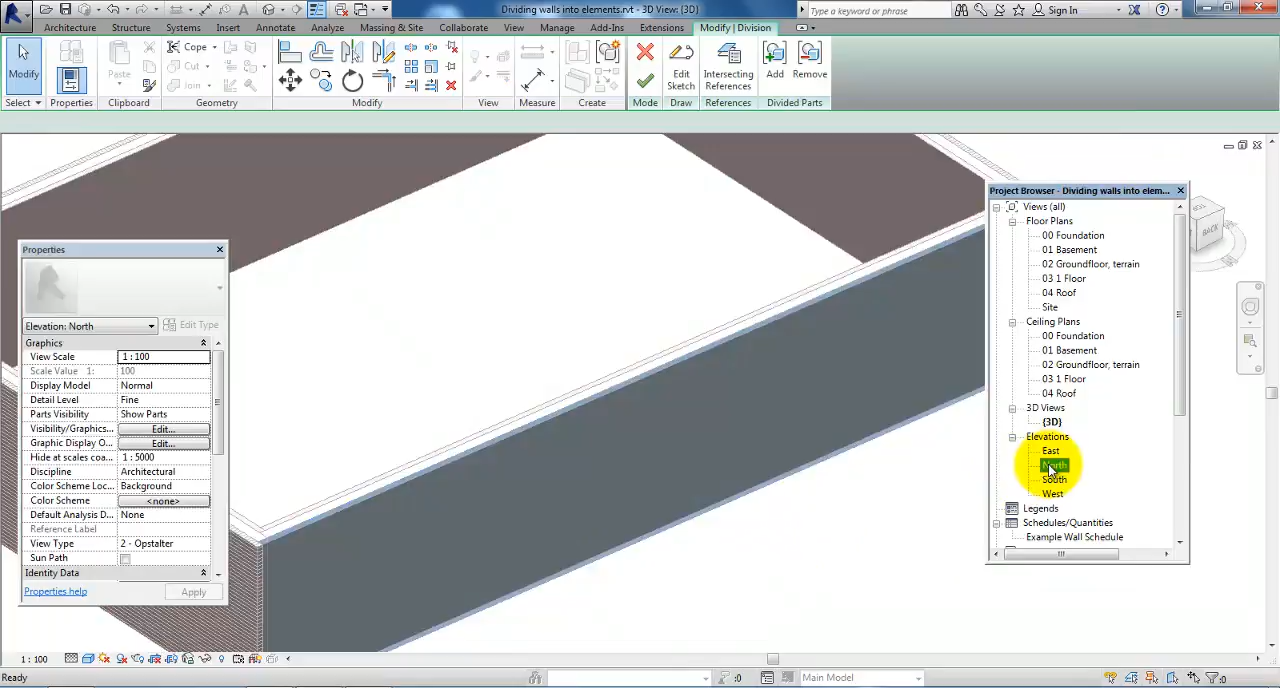 Dividing walls into elements.rvt - 3D View: {3D}
Type a keyword or phrase
Sign In
Architecture Structure Systems Insert Annotate Analyze Massing & Site Collaborate View Manage Add-Ins Extensions Modify | Division
Modify
Paste
Cope
Cut
Join
Edit Sketch
Intersecting References
Add
Remove
Select Properties Clipboard Geometry Modify View Measure Create Mode Draw References Divided Parts
Properties
Elevation: North
Edit Type
Graphics
View Scale 1 : 100
Scale Value 1: 100
Display Model Normal
Detail Level Fine
Parts Visibility Show Parts
Visibility/Graphics... Edit...
Graphic Display O... Edit...
Hide at scales coa... 1 : 5000
Discipline Architectural
Color Scheme Loc... Background
Color Scheme <none>
Default Analysis D... None
Reference Label
View Type 2 - Opstalter
Sun Path
Identity Data
Properties help
Apply
Project Browser - Dividing walls into elem...
Views (all)
Floor Plans
00 Foundation
01 Basement
02 Groundfloor, terrain
03 1 Floor
04 Roof
Site
Ceiling Plans
00 Foundation
01 Basement
02 Groundfloor, terrain
03 1 Floor
04 Roof
3D Views
{3D}
Elevations
East
North
South
West
Legends
Schedules/Quantities
Example Wall Schedule
BACK
1 : 100
Ready
:0
Main Model
:0